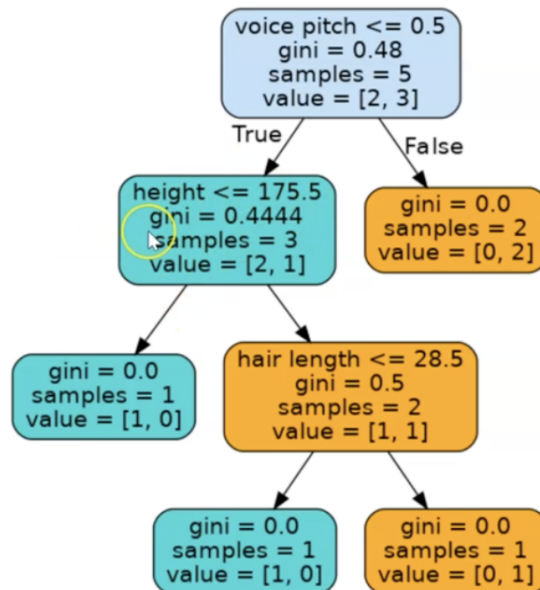 voice pitch <= 0.5
gini = 0.48
samples = 5
value = [2, 3]
True
False
height <= 175.5
gini = 0.4444
samples = 3
value = [2, 1]
gini = 0.0
samples = 2
value = [0, 2]
gini = 0.0
samples = 1
value = [1, 0]
hair length <= 28.5
gini = 0.5
samples = 2
value = [1, 1]
gini = 0.0
samples = 1
value = [1, 0]
gini = 0.0
samples = 1
value = [0, 1]